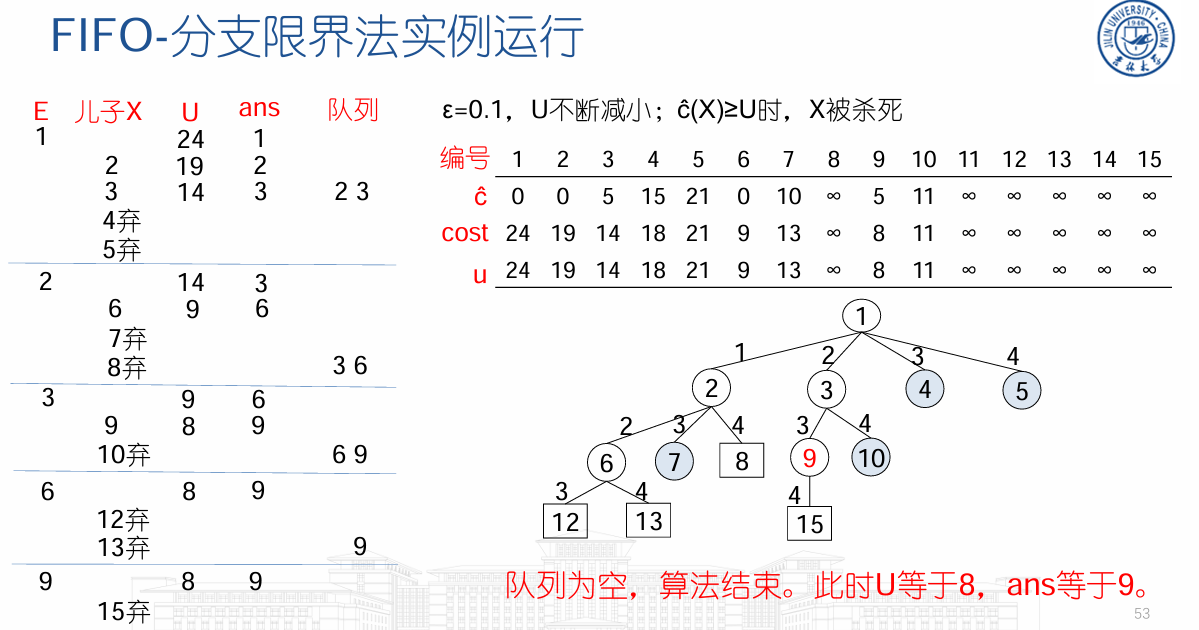 FIFO-分支限界法实例运行
JILIN UNIVERSITY·CHINA
1946
E 儿子X U ans 队列
1 24 1
2 19 2
3 14 3 2 3
4弃
5弃
2 14 3
6 9 6
7弃
8弃 3 6
3 9 6
9 8 9
10弃 6 9
6 8 9
12弃
13弃 9
9 8 9
15弃
ε=0.1，U不断减小；ĉ(X)≥U时，X被杀死
编号 1 2 3 4 5 6 7 8 9 10 11 12 13 14 15
ĉ 0 0 5 15 21 0 10 ∞ 5 11 ∞ ∞ ∞ ∞ ∞
cost 24 19 14 18 21 9 13 ∞ 8 11 ∞ ∞ ∞ ∞ ∞
u 24 19 14 18 21 9 13 ∞ 8 11 ∞ ∞ ∞ ∞ ∞
1
1 2 3 4
2 3 4 5
2 3 4 3 4
6 7 8 9 10
3 4 4
12 13 15
队列为空，算法结束。此时U等于8，ans等于9。
53